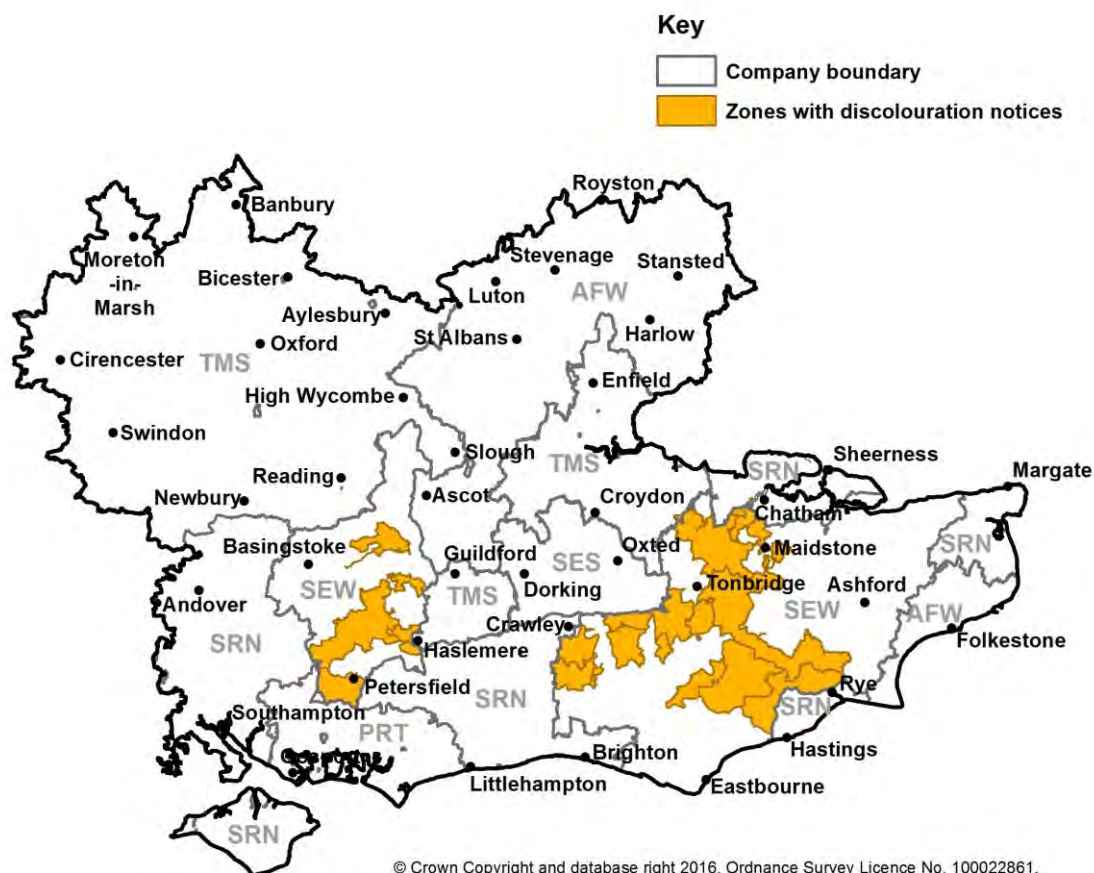 Key
Company boundary
Zones with discolouration notices
Royston
Banbury
Stevenage
Stansted
Moreton
-in-
Marsh
Bicester
Luton
AFW
Aylesbury
Harlow
St Albans
Oxford
Cirencester
TMS
Enfield
High Wycombe
Swindon
Slough
TMS
Sheerness
SRN
Reading
Margate
Newbury
Ascot
Croydon
Chatham
Basingstoke
Guildford
SES
Oxted
Maidstone
SRN
Andover
SEW
TMS
Dorking
Tonbridge
Ashford
SEW
AFW
Crawley
Folkestone
SRN
Haslemere
Petersfield
SRN
Rye
SRN
Southampton
PRT
Brighton
Hastings
Littlehampton
Eastbourne
SRN
© Crown Copyright and database right 2016. Ordnance Survey Licence No. 100022861.